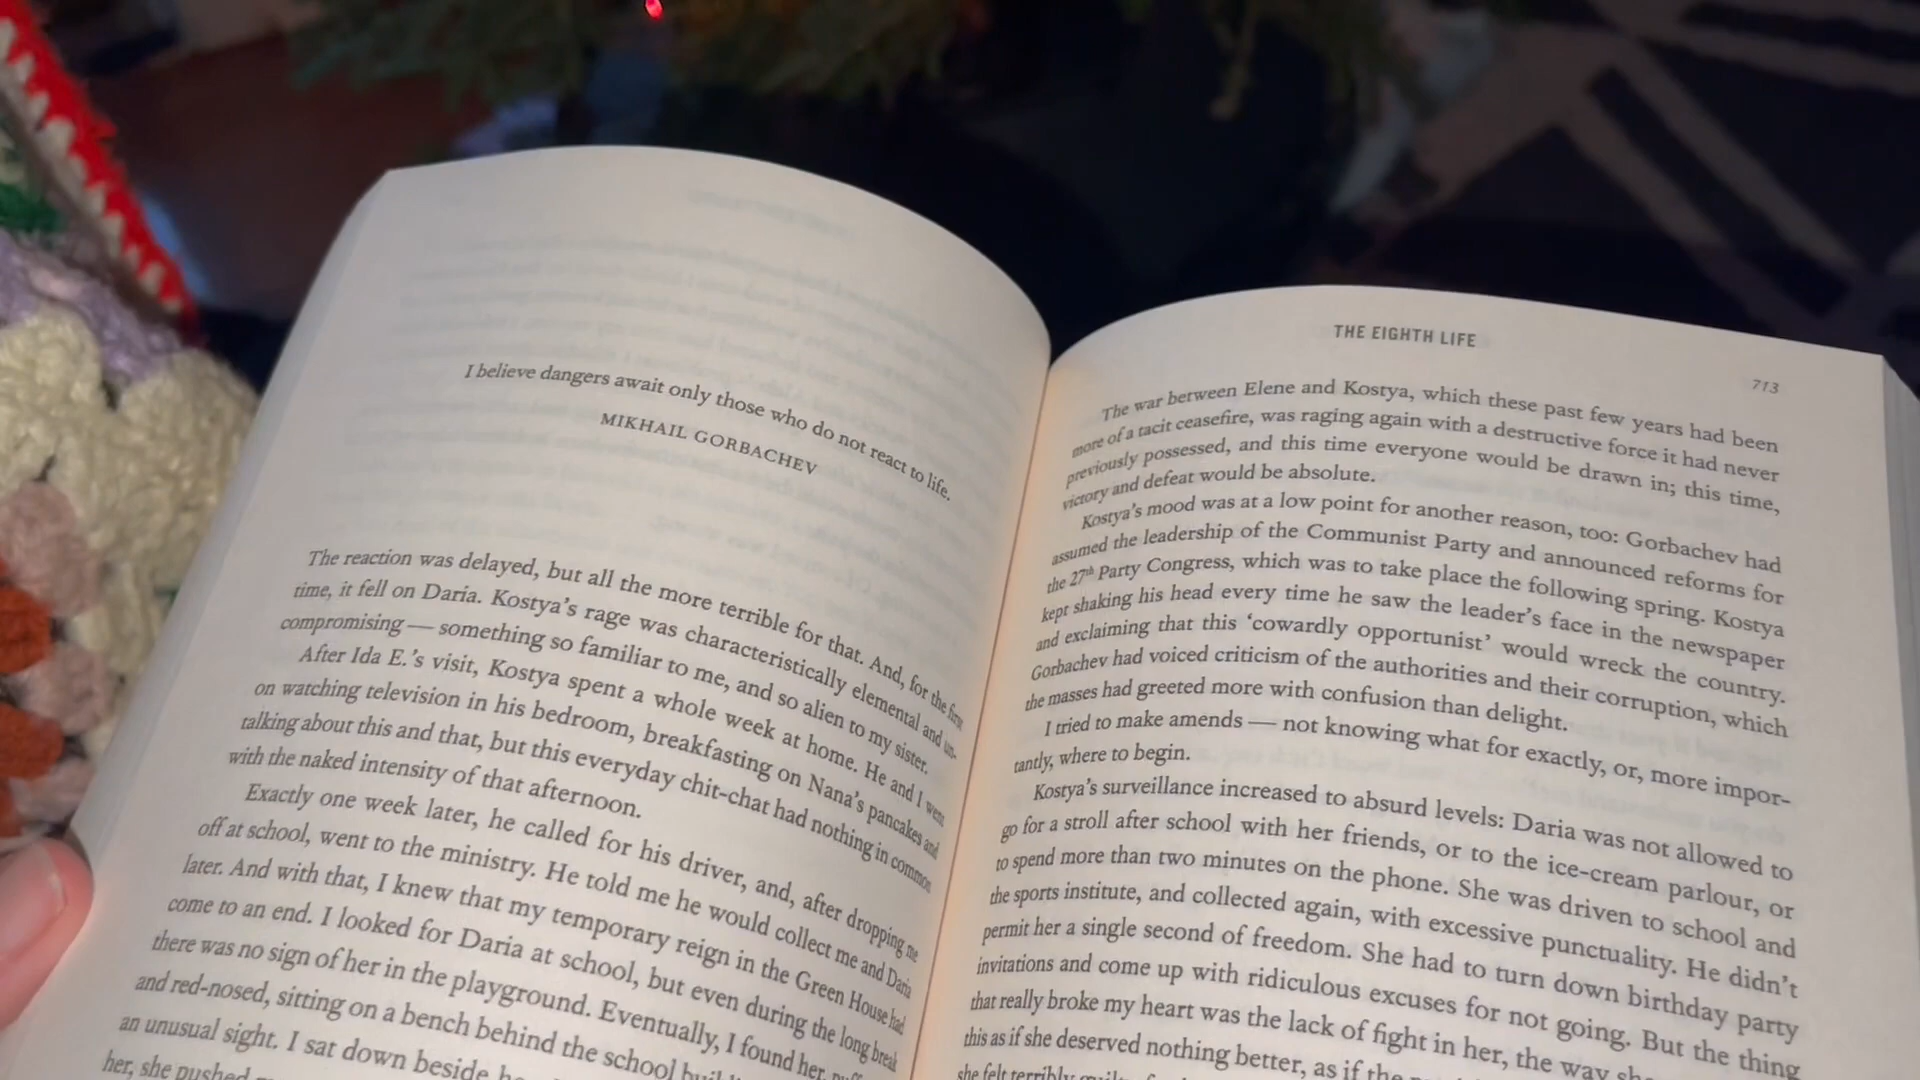 I believe dangers await only those who do not react to life.
MIKHAIL GORBACHEV
The reaction was delayed, but all the more terrible for that. And, for the first
time, it fell on Daria. Kostya's rage was characteristically elemental and un-
compromising — something so familiar to me, and so alien to my sister.
After Ida E.'s visit, Kostya spent a whole week at home. He and I went
on watching television in his bedroom, breakfasting on Nana's pancakes and
talking about this and that, but this everyday chit-chat had nothing in common
with the naked intensity of that afternoon.
Exactly one week later, he called for his driver, and, after dropping me
off at school, went to the ministry. He told me he would collect me and Daria
later. And with that, I knew that my temporary reign in the Green House had
come to an end. I looked for Daria at school, but even during the long break
there was no sign of her in the playground. Eventually, I found her,
and red-nosed, sitting on a bench behind the school
an unusual sight. I sat down beside
her, she pushed
THE EIGHTH LIFE
713
The war between Elene and Kostya, which these past few years had been
more of a tacit ceasefire, was raging again with a destructive force it had never
previously possessed, and this time everyone would be drawn in; this time,
victory and defeat would be absolute.
Kostya's mood was at a low point for another reason, too: Gorbachev had
assumed the leadership of the Communist Party and announced reforms for
the 27th Party Congress, which was to take place the following spring. Kostya
kept shaking his head every time he saw the leader's face in the newspaper
and exclaiming that this 'cowardly opportunist' would wreck the country.
Gorbachev had voiced criticism of the authorities and their corruption, which
the masses had greeted more with confusion than delight.
I tried to make amends — not knowing what for exactly, or, more impor-
tantly, where to begin.
Kostya's surveillance increased to absurd levels: Daria was not allowed to
go for a stroll after school with her friends, or to the ice-cream parlour, or
to spend more than two minutes on the phone. She was driven to school and
the sports institute, and collected again, with excessive punctuality. He didn't
permit her a single second of freedom. She had to turn down birthday party
invitations and come up with ridiculous excuses for not going. But the thing
that really broke my heart was the lack of fight in her, the way she
this as if she deserved nothing better, as if the
she felt terribly